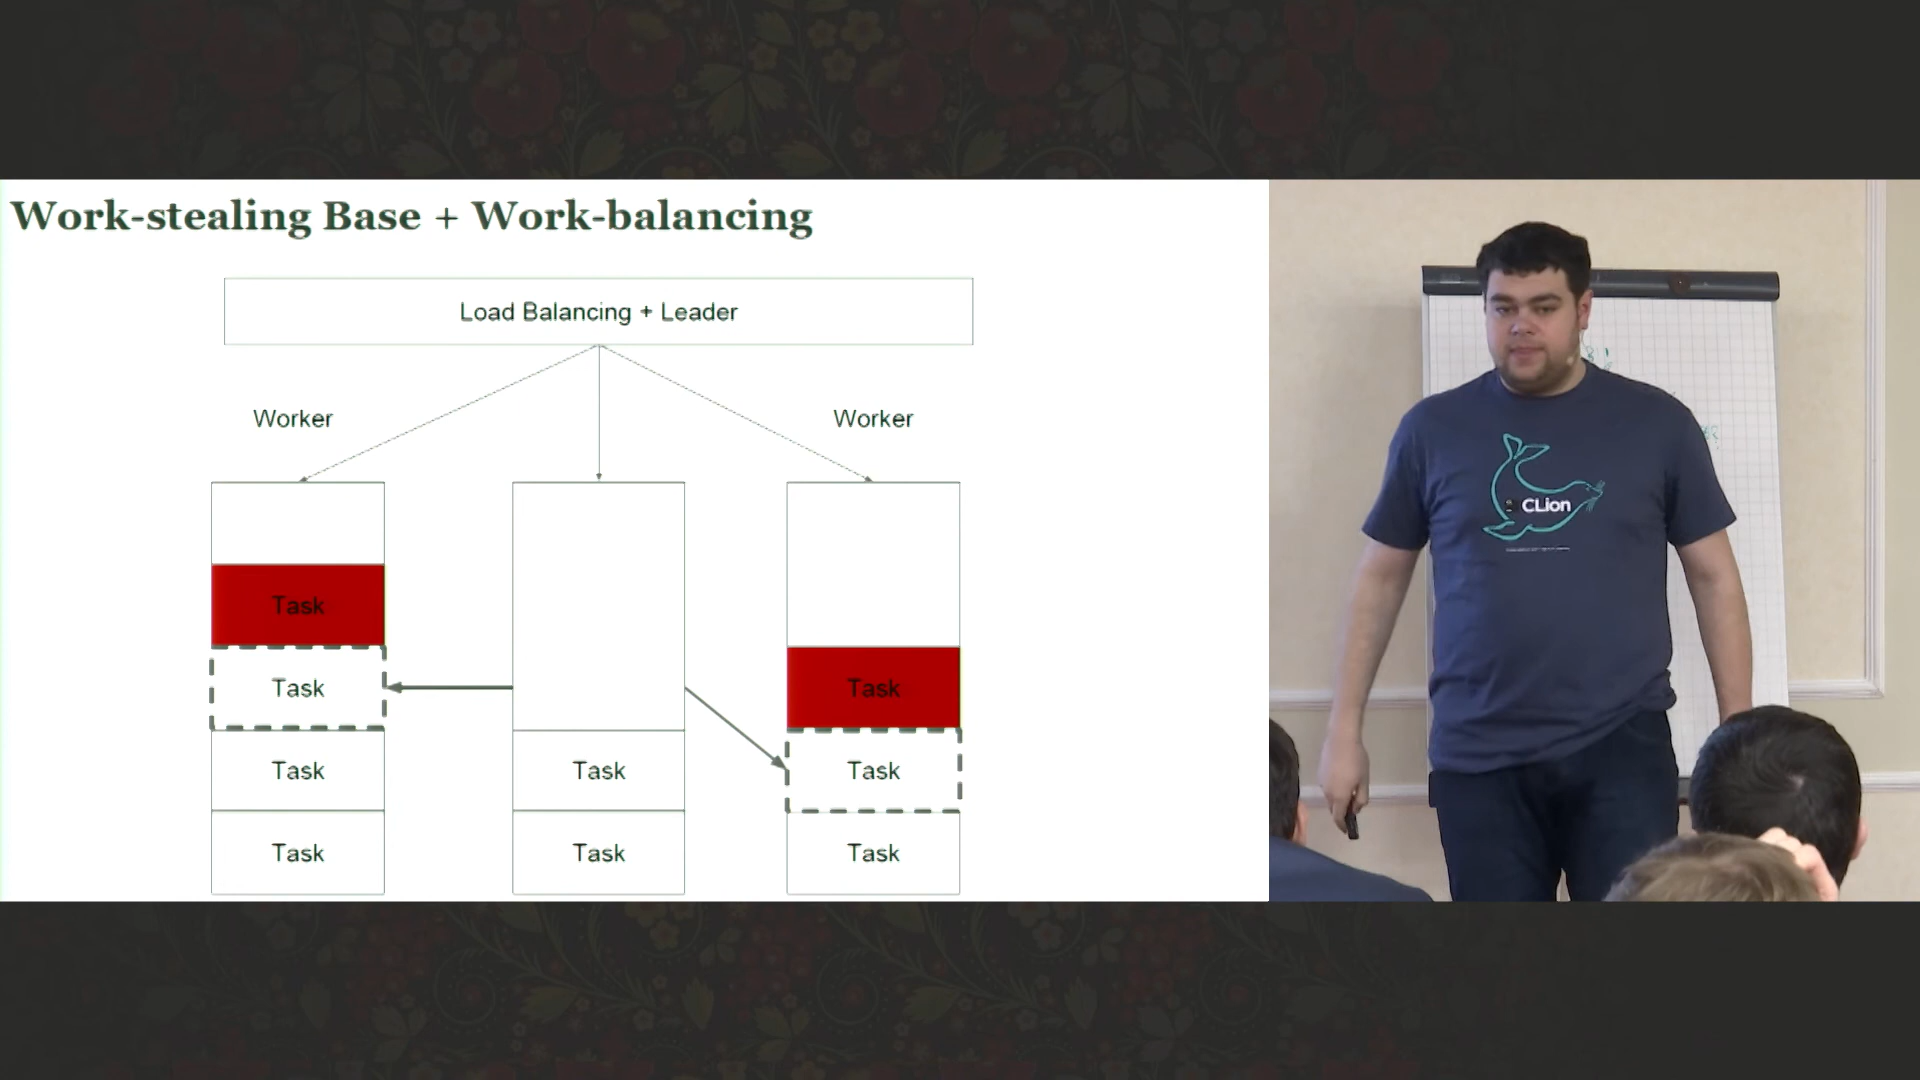 Work-stealing Base + Work-balancing
Load Balancing + Leader
Worker
Worker
Task
Task
Task
Task
Task
Task
Task
Task
Task
CLion